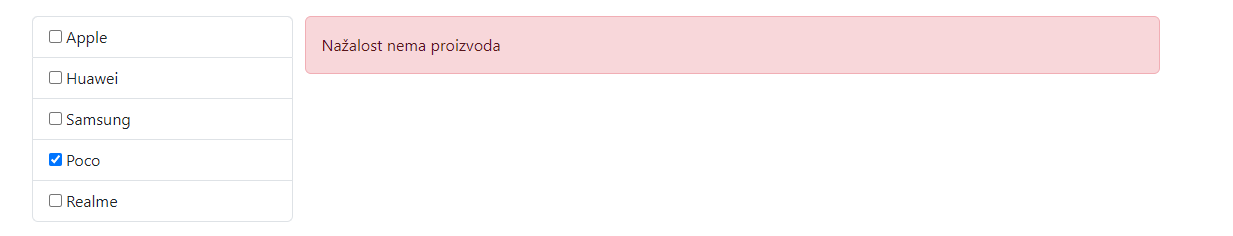 Apple
Huawei
Samsung
Poco
Realme
Nažalost nema proizvoda